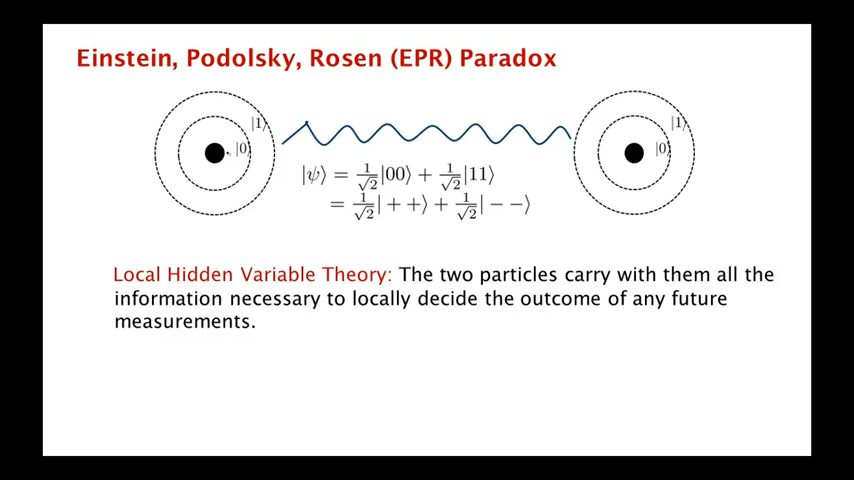 Einstein, Podolsky, Rosen (EPR) Paradox
|1⟩ |1⟩
|0⟩ |0⟩
|ψ⟩ = 1/√2|00⟩ + 1/√2|11⟩
= 1/√2|++⟩ + 1/√2|−−⟩
Local Hidden Variable Theory: The two particles carry with them all the
information necessary to locally decide the outcome of any future
measurements.